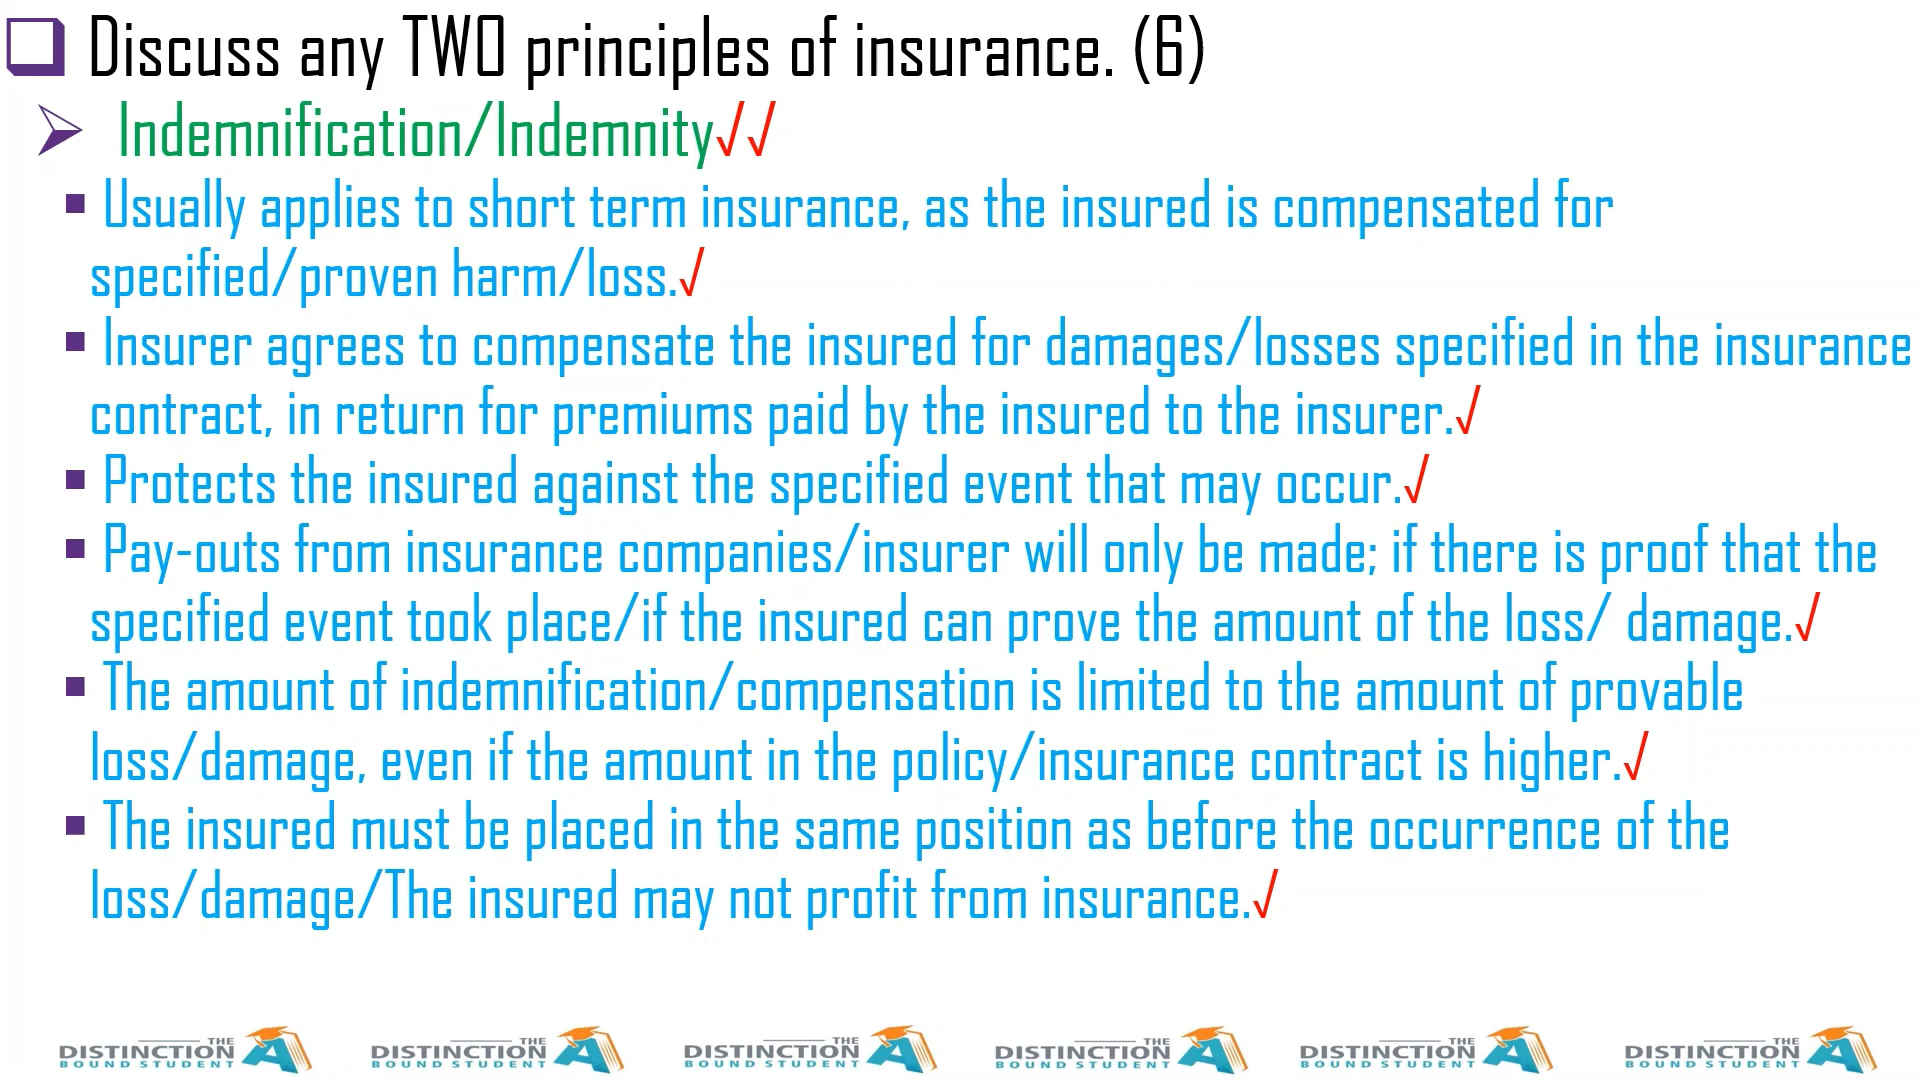 Discuss any TWO principles of insurance. (6)
Indemnification/Indemnity√√
Usually applies to short term insurance, as the insured is compensated for
specified/proven harm/loss.√
Insurer agrees to compensate the insured for damages/losses specified in the insurance
contract, in return for premiums paid by the insured to the insurer.√
Protects the insured against the specified event that may occur.√
Pay-outs from insurance companies/insurer will only be made; if there is proof that the
specified event took place/if the insured can prove the amount of the loss/ damage.√
The amount of indemnification/compensation is limited to the amount of provable
loss/damage, even if the amount in the policy/insurance contract is higher.√
The insured must be placed in the same position as before the occurrence of the
loss/damage/The insured may not profit from insurance.√
THE DISTINCTION BOUND STUDENT A
THE DISTINCTION BOUND STUDENT A
THE DISTINCTION BOUND STUDENT A
THE DISTINCTION BOUND STUDENT A
THE DISTINCTION BOUND STUDENT A
THE DISTINCTION BOUND STUDENT A